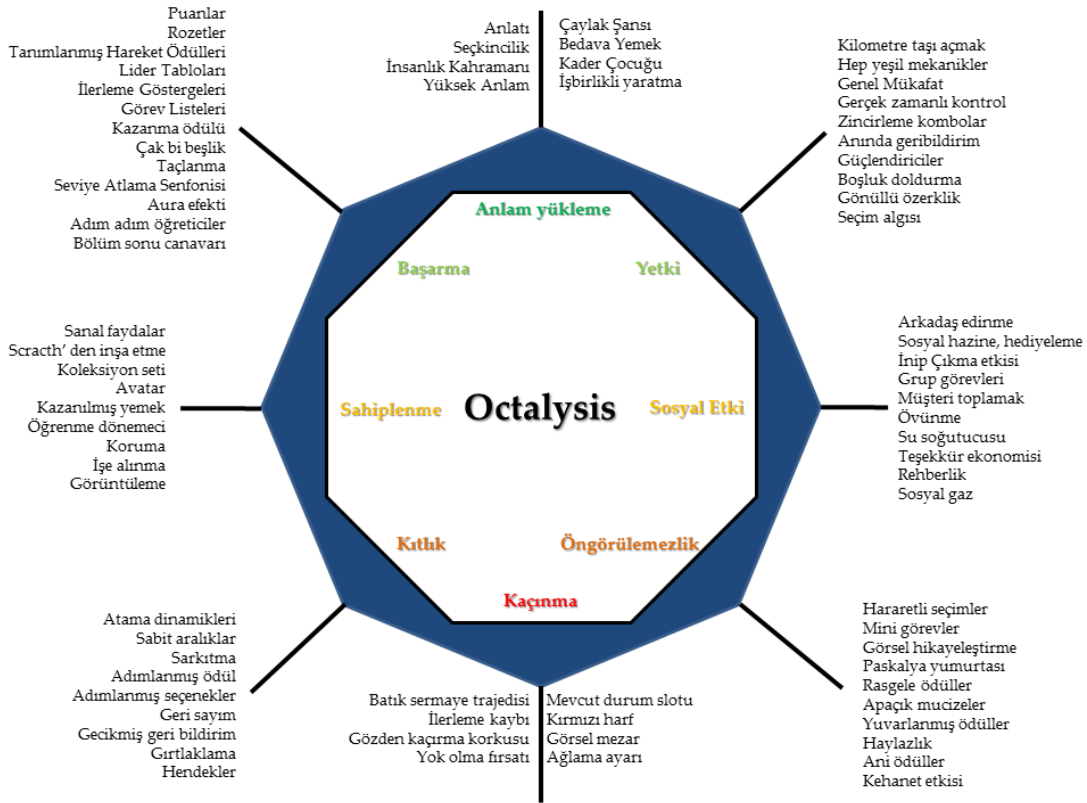 Puanlar
Rozetler
Tanımlanmış Hareket Ödülleri
Lider Tabloları
İlerleme Göstergeleri
Görev Listeleri
Kazanma ödülü
Çak bi beşlik
Taçlanma
Seviye Atlama Senfonisi
Aura efekti
Adım adım öğreticiler
Bölüm sonu canavarı
Anlatı
Seçkincilik
İnsanlık Kahramanı
Yüksek Anlam
Çaylak Şansı
Bedava Yemek
Kader Çocuğu
İşbirlikli yaratma
Kilometre taşı açmak
Hep yeşil mekanikler
Genel Mükafat
Gerçek zamanlı kontrol
Zincirleme kombolar
Anında geribildirim
Güçlendiriciler
Boşluk doldurma
Gönüllü özerklik
Seçim algısı
Anlam yükleme
Başarma
Yetki
Sanal faydalar
Scracth' den inşa etme
Koleksiyon seti
Avatar
Kazanılmış yemek
Öğrenme dönemeci
Koruma
İşe alınma
Görüntüleme
Sahiplenme
Octalysis
Sosyal Etki
Arkadaş edinme
Sosyal hazine, hediyeleme
İnip Çıkma etkisi
Grup görevleri
Müşteri toplamak
Övünme
Su soğutucusu
Teşekkür ekonomisi
Rehberlik
Sosyal gaz
Kıtlık
Öngörülemezlik
Kaçınma
Atama dinamikleri
Sabit aralıklar
Sarkıtma
Adımlanmış ödül
Adımlanmış seçenekler
Geri sayım
Gecikmiş geri bildirim
Gırtlaklama
Hendekler
Batık sermaye trajedisi
İlerleme kaybı
Gözden kaçırma korkusu
Yok olma fırsatı
Mevcut durum slotu
Kırmızı harf
Görsel mezar
Ağlama ayarı
Hararetli seçimler
Mini görevler
Görsel hikayeleştirme
Paskalya yumurtası
Rasgele ödüller
Apaçık mucizeler
Yuvarlanmış ödüller
Haylazlık
Ani ödüller
Kehanet etkisi